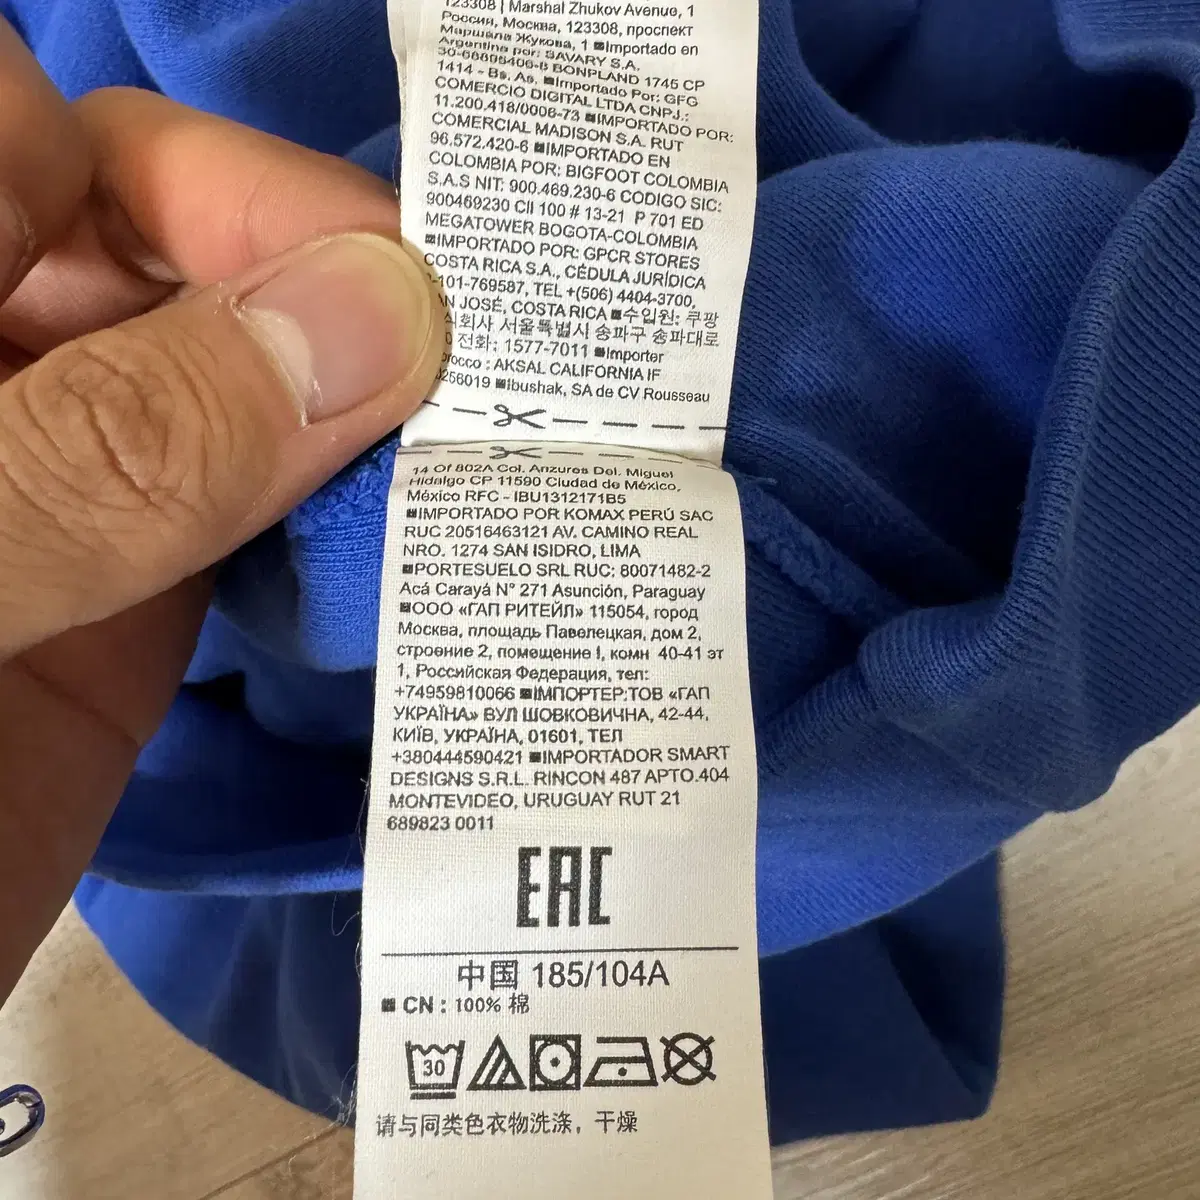 123308 | Marshal Zhukov Avenue, 1
Россия, Москва, 123308, проспект
Маршала Жукова, 1 ■Importado en
Argentina por: SAVARY S.A.
30-68805406-8 BONPLAND 1745 CP
1414 - Bs. As. ■Importado Por: GFG
COMERCIO DIGITAL LTDA CNPJ.:
11.200.418/0006-73 ■IMPORTADO POR:
COMERCIAL MADISON S.A. RUT
96.572.420-6 ■IMPORTADO EN
COLOMBIA POR: BIGFOOT COLOMBIA
S.A.S NIT: 900.469.230-6 CODIGO SIC:
900469230 Cll 100 # 13-21 P 701 ED
MEGATOWER BOGOTA-COLOMBIA
■IMPORTADO POR: GPCR STORES
COSTA RICA S.A., CÉDULA JURÍDICA
-101-769587, TEL +(506) 4404-3700,
AN JOSÉ, COSTA RICA ■수입원: 쿠팡
식회사 서울특별시 송파구 송파대로
0 전화: 1577-7011 ■Importer
orocco : AKSAL CALIFORNIA IF
256019 ■Ibushak, SA de CV Rousseau
14 Of 802A Col. Anzures Del. Miguel
Hidalgo CP 11590 Ciudad de México,
México RFC - IBU1312171B5
■IMPORTADO POR KOMAX PERÚ SAC
RUC 20516463121 AV. CAMINO REAL
NRO. 1274 SAN ISIDRO, LIMA
■PORTESUELO SRL RUC: 80071482-2
Acá Carayá N° 271 Asunción, Paraguay
■ООО «ГАП РИТЕЙЛ» 115054, город
Москва, площадь Павелецкая, дом 2,
строение 2, помещение I, комн 40-41 эт
1, Российская Федерация, тел:
+74959810066 ■ІМПОРТЕР:ТОВ «ГАП
УКРАЇНА» ВУЛ ШОВКОВИЧНА, 42-44,
КИЇВ, УКРАЇНА, 01601, ТЕЛ
+380444590421 ■IMPORTADOR SMART
DESIGNS S.R.L. RINCON 487 APTO.404
MONTEVIDEO, URUGUAY RUT 21
689823 0011
EAC
中国 185/104A
■ CN : 100% 棉
30
请与同类色衣物洗涤，干燥